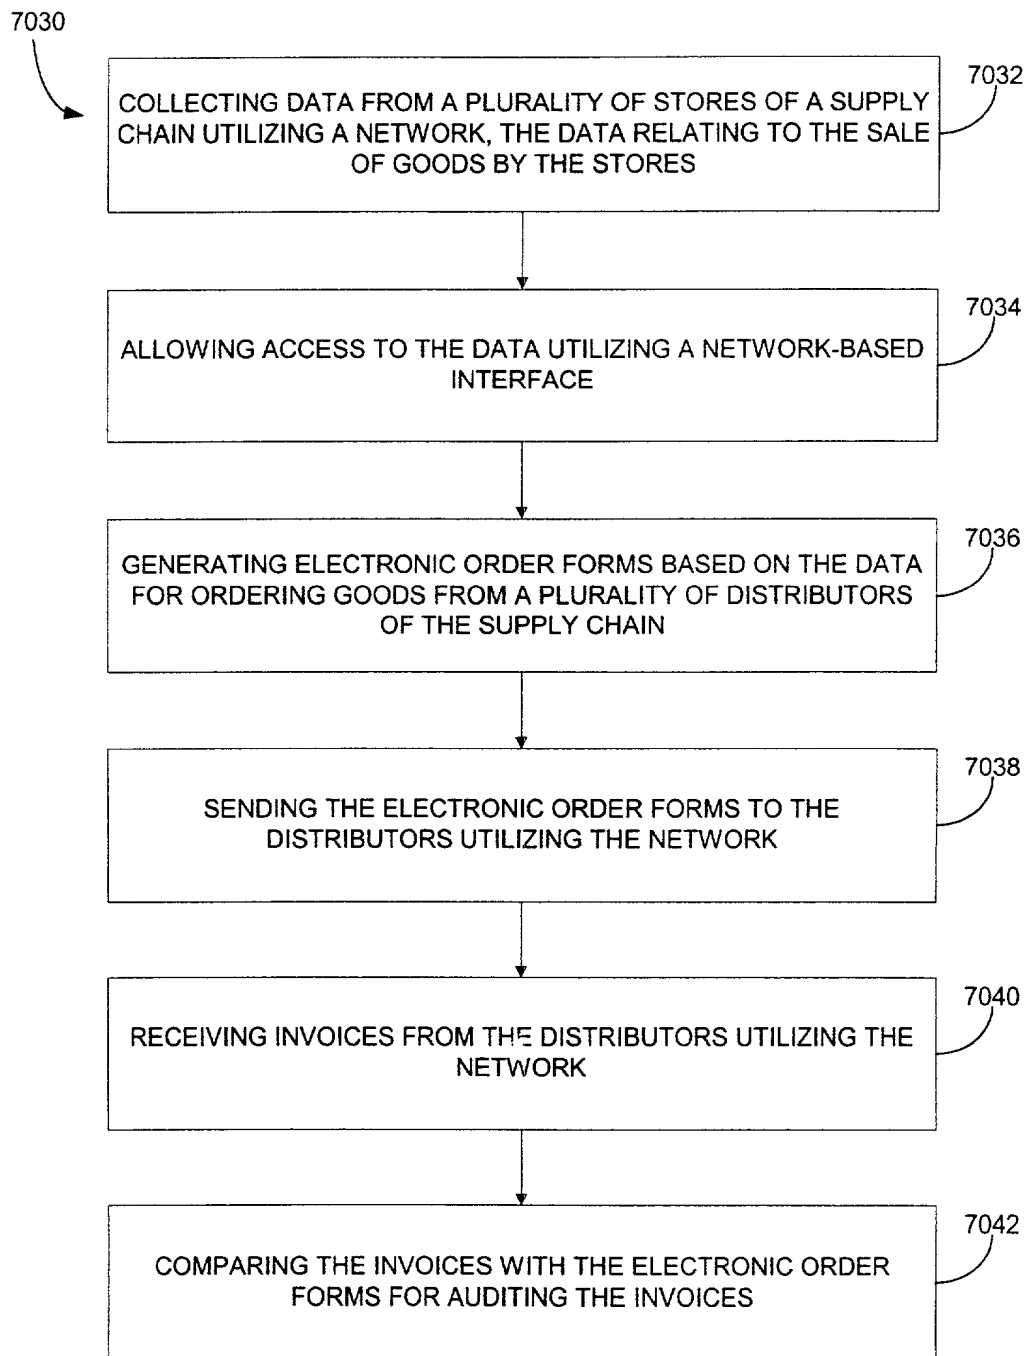 7030
7032
COLLECTING DATA FROM A PLURALITY OF STORES OF A SUPPLY
CHAIN UTILIZING A NETWORK, THE DATA RELATING TO THE SALE
OF GOODS BY THE STORES
7034
ALLOWING ACCESS TO THE DATA UTILIZING A NETWORK-BASED
INTERFACE
7036
GENERATING ELECTRONIC ORDER FORMS BASED ON THE DATA
FOR ORDERING GOODS FROM A PLURALITY OF DISTRIBUTORS
OF THE SUPPLY CHAIN
7038
SENDING THE ELECTRONIC ORDER FORMS TO THE
DISTRIBUTORS UTILIZING THE NETWORK
7040
RECEIVING INVOICES FROM THE DISTRIBUTORS UTILIZING THE
NETWORK
7042
COMPARING THE INVOICES WITH THE ELECTRONIC ORDER
FORMS FOR AUDITING THE INVOICES